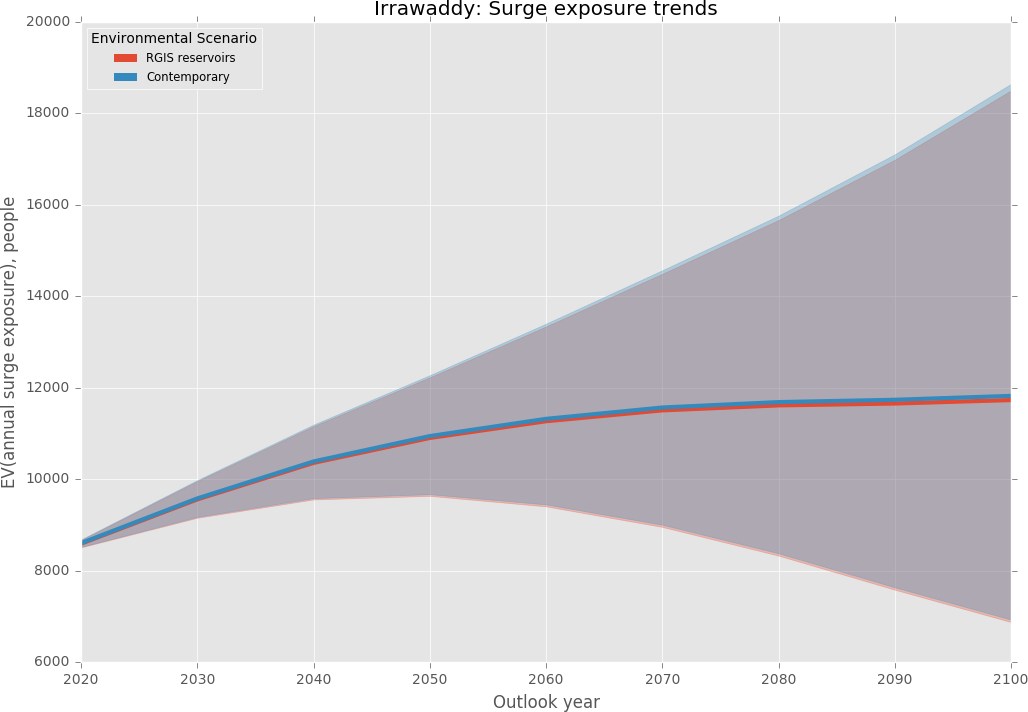 Irrawaddy: Surge exposure trends
Environmental Scenario
RGIS reservoirs
Contemporary
EV(annual surge exposure), people
20000
18000
16000
14000
12000
10000
8000
6000
2020 2030 2040 2050 2060 2070 2080 2090 2100
Outlook year